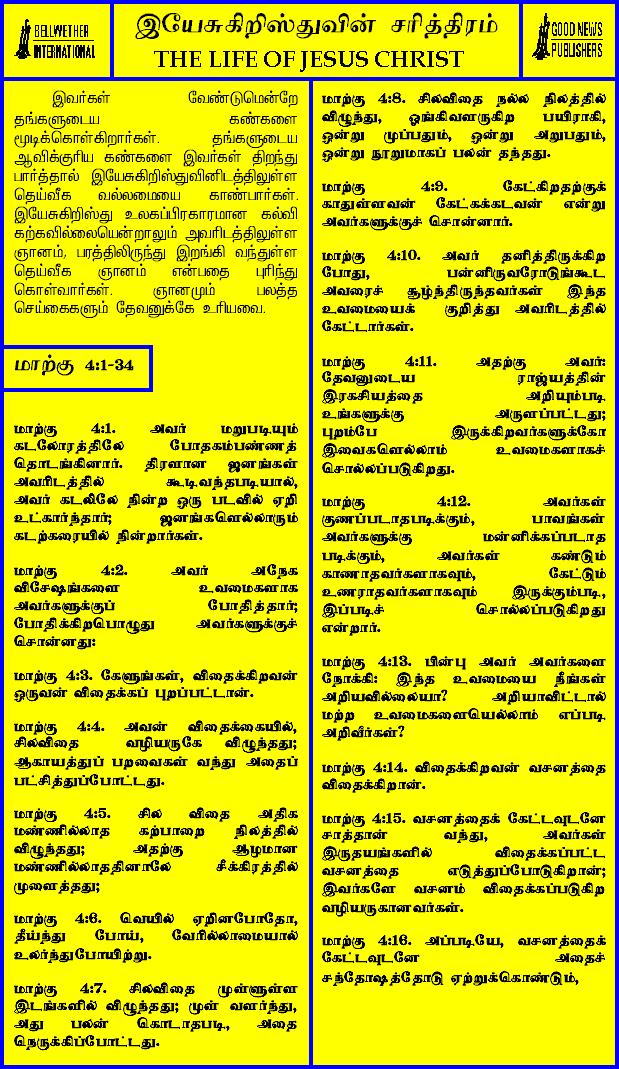 BELLWETHER
INTERNATIONAL
இயேசுகிறிஸ்துவின் சரித்திரம்
THE LIFE OF JESUS CHRIST
GOOD NEWS
PUBLISHERS
இவர்கள் வேண்டுமென்றே
தங்களுடைய கண்களை
மூடிக்கொள்கிறார்கள். தங்களுடைய
ஆவிக்குரிய கண்களை இவர்கள் திறந்து
பார்த்தால் இயேசுகிறிஸ்துவினிடத்திலுள்ள
தெய்வீக வல்லமையை காண்பார்கள்.
இயேசுகிறிஸ்து உலகப்பிரகாரமான கல்வி
கற்கவில்லையென்றாலும் அவரிடத்திலுள்ள
ஞானம், பரத்திலிருந்து இறங்கி வந்துள்ள
தெய்வீக ஞானம் என்பதை புரிந்து
கொள்வார்கள். ஞானமும் பலத்த
செய்கைகளும் தேவனுக்கே உரியவை.
மாற்கு 4:1-34
மாற்கு 4:1. அவர் மறுபடியும்
கடலோரத்திலே போதகம்பண்ணத்
தொடங்கினார். திரளான ஜனங்கள்
அவரிடத்தில் கூடிவந்தபடியால்,
அவர் கடலிலே நின்ற ஒரு படவில் ஏறி
உட்கார்ந்தார்; ஜனங்களெல்லாரும்
கடற்கரையில் நின்றார்கள்.
மாற்கு 4:2. அவர் அநேக
விசேஷங்களை உவமைகளாக
அவர்களுக்குப் போதித்தார்;
போதிக்கிறபொழுது அவர்களுக்குச்
சொன்னது:
மாற்கு 4:3. கேளுங்கள், விதைக்கிறவன்
ஒருவன் விதைக்கப் புறப்பட்டான்.
மாற்கு 4:4. அவன் விதைக்கையில்,
சிலவிதை வழியருகே விழுந்தது;
ஆகாயத்துப் பறவைகள் வந்து அதைப்
பட்சித்துப்போட்டது.
மாற்கு 4:5. சில விதை அதிக
மண்ணில்லாத கற்பாறை நிலத்தில்
விழுந்தது; அதற்கு ஆழமான
மண்ணில்லாததினாலே சீக்கிரத்தில்
முளைத்தது;
மாற்கு 4:6. வெயில் ஏறினபோதோ,
தீய்ந்து போய், வேரில்லாமையால்
உலர்ந்துபோயிற்று.
மாற்கு 4:7. சிலவிதை முள்ளுள்ள
இடங்களில் விழுந்தது; முள் வளர்ந்து,
அது பலன் கொடாதபடி, அதை
நெருக்கிப்போட்டது.
மாற்கு 4:8. சிலவிதை நல்ல நிலத்தில்
விழுந்து, ஓங்கிவளருகிற பயிராகி,
ஒன்று முப்பதும், ஒன்று அறுபதும்,
ஒன்று நூறுமாகப் பலன் தந்தது.
மாற்கு 4:9. கேட்கிறதற்குக்
காதுள்ளவன் கேட்கக்கடவன் என்று
அவர்களுக்குச் சொன்னார்.
மாற்கு 4:10. அவர் தனித்திருக்கிற
போது, பன்னிருவரோடுங்கூட
அவரைச் சூழ்ந்திருந்தவர்கள் இந்த
உவமையைக் குறித்து அவரிடத்தில்
கேட்டார்கள்.
மாற்கு 4:11. அதற்கு அவர்:
தேவனுடைய ராஜ்யத்தின்
இரகசியத்தை அறியும்படி
உங்களுக்கு அருளப்பட்டது;
புறம்பே இருக்கிறவர்களுக்கோ
இவைகளெல்லாம் உவமைகளாகச்
சொல்லப்படுகிறது.
மாற்கு 4:12. அவர்கள்
குணப்படாதபடிக்கும், பாவங்கள்
அவர்களுக்கு மன்னிக்கப்படாத
படிக்கும், அவர்கள் கண்டும்
காணாதவர்களாகவும், கேட்டும்
உணராதவர்களாகவும் இருக்கும்படி,
இப்படிச் சொல்லப்படுகிறது
என்றார்.
மாற்கு 4:13. பின்பு அவர் அவர்களை
நோக்கி: இந்த உவமையை நீங்கள்
அறியவில்லையா? அறியாவிட்டால்
மற்ற உவமைகளையெல்லாம் எப்படி
அறிவீர்கள்?
மாற்கு 4:14. விதைக்கிறவன் வசனத்தை
விதைக்கிறான்.
மாற்கு 4:15. வசனத்தைக் கேட்டவுடனே
சாத்தான் வந்து, அவர்கள்
இருதயங்களில் விதைக்கப்பட்ட
வசனத்தை எடுத்துப்போடுகிறான்;
இவர்களே வசனம் விதைக்கப்படுகிற
வழியருகானவர்கள்.
மாற்கு 4:16. அப்படியே, வசனத்தைக்
கேட்டவுடனே அதைச்
சந்தோஷத்தோடு ஏற்றுக்கொண்டும்,